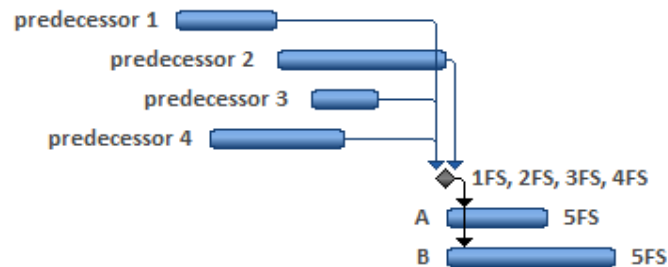 predecessor 1
predecessor 2
predecessor 3
predecessor 4
1FS, 2FS, 3FS, 4FS
A 5FS
B 5FS